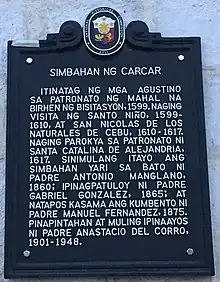 SIMBAHAN NG CARCAR
ITINATAG NG MGA AGUSTINO
SA PATRONATO NG MAHAL NA
BIRHEN NG BISITASYON, 1599. NAGING
VISITA NG SANTO NIÑO, 1599-
1610, AT SAN NICOLAS DE LOS
NATURALES DE CEBU, 1610-1617.
NAGING PAROKYA SA PATRONATO NI
SANTA CATALINA DE ALEJANDRIA,
1617. SINIMULANG ITAYO ANG
SIMBAHAN YARI SA BATO NI
PADRE ANTONIO MANGLANO,
1860; IPINAGPATULOY NI PADRE
GABRIEL GONZALEZ, 1865; AT
NATAPOS KASAMA ANG KUMBENTO NI
PADRE MANUEL FERNANDEZ, 1875.
PINAPINTAHAN AT MULING IPINAAYOS
NI PADRE ANASTACIO DEL CORRO,
1901-1948.